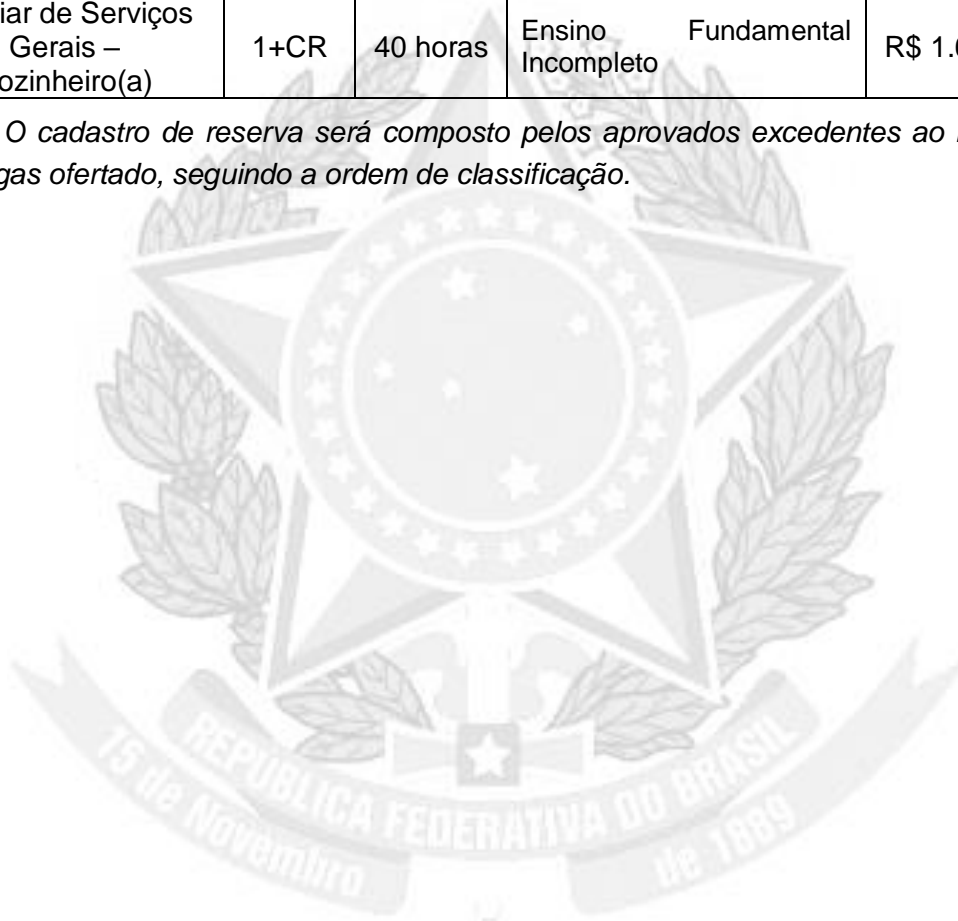 iar de Serviços
Gerais –
ozinheiro(a)
1+CR
40 horas
Ensino Fundamental
Incompleto
R$ 1.
O cadastro de reserva será composto pelos aprovados excedentes ao
gas ofertado, seguindo a ordem de classificação.
REPÚBLICA FEDERATIVA DO BRASIL
15 de Novembro
de 1889